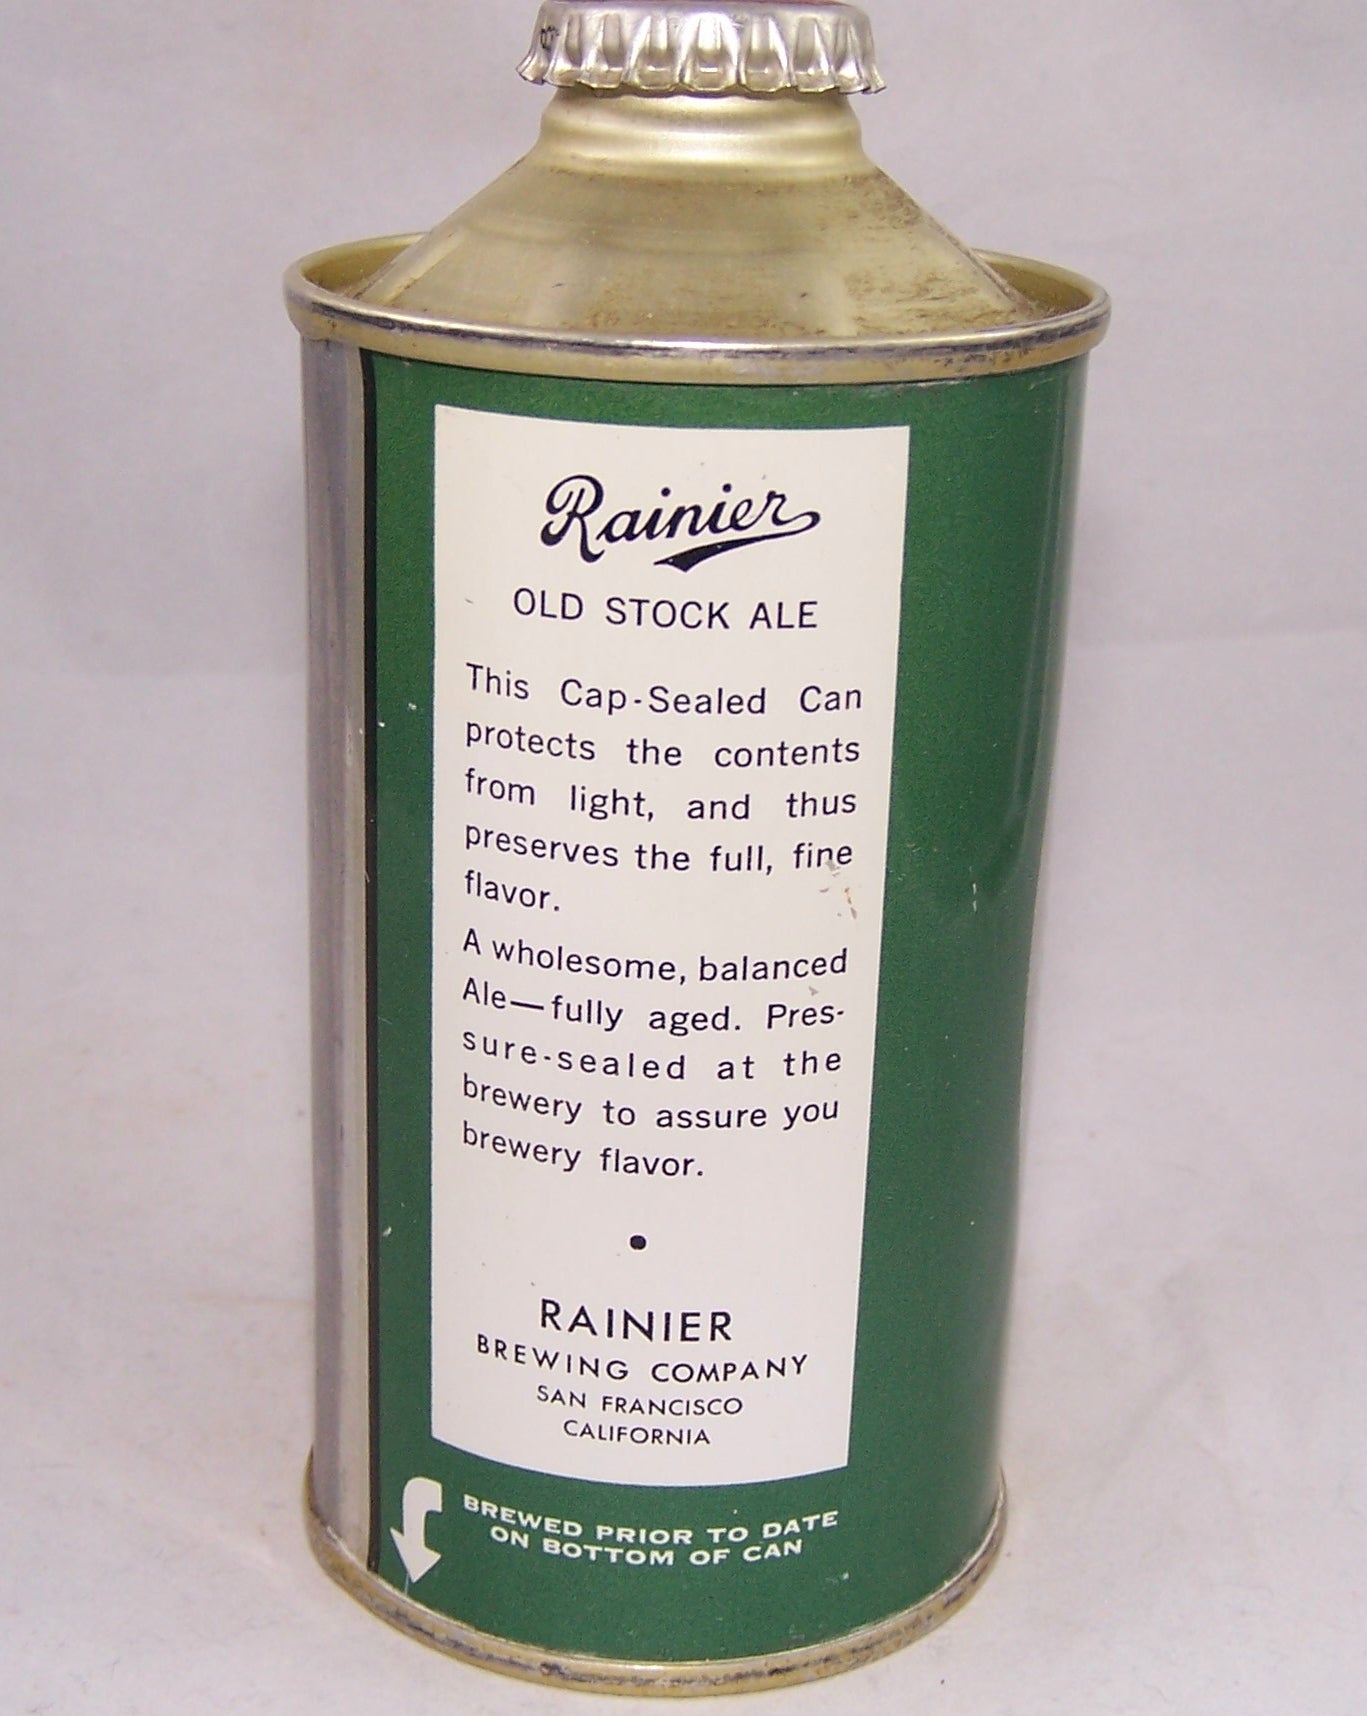 Rainier
OLD STOCK ALE
This Cap-Sealed Can
protects the contents
from light, and thus
preserves the full, fine
flavor.
A wholesome, balanced
Ale—fully aged. Pres-
sure-sealed at the
brewery to assure you
brewery flavor.
•
RAINIER
BREWING COMPANY
SAN FRANCISCO
CALIFORNIA
BREWED PRIOR TO DATE
ON BOTTOM OF CAN